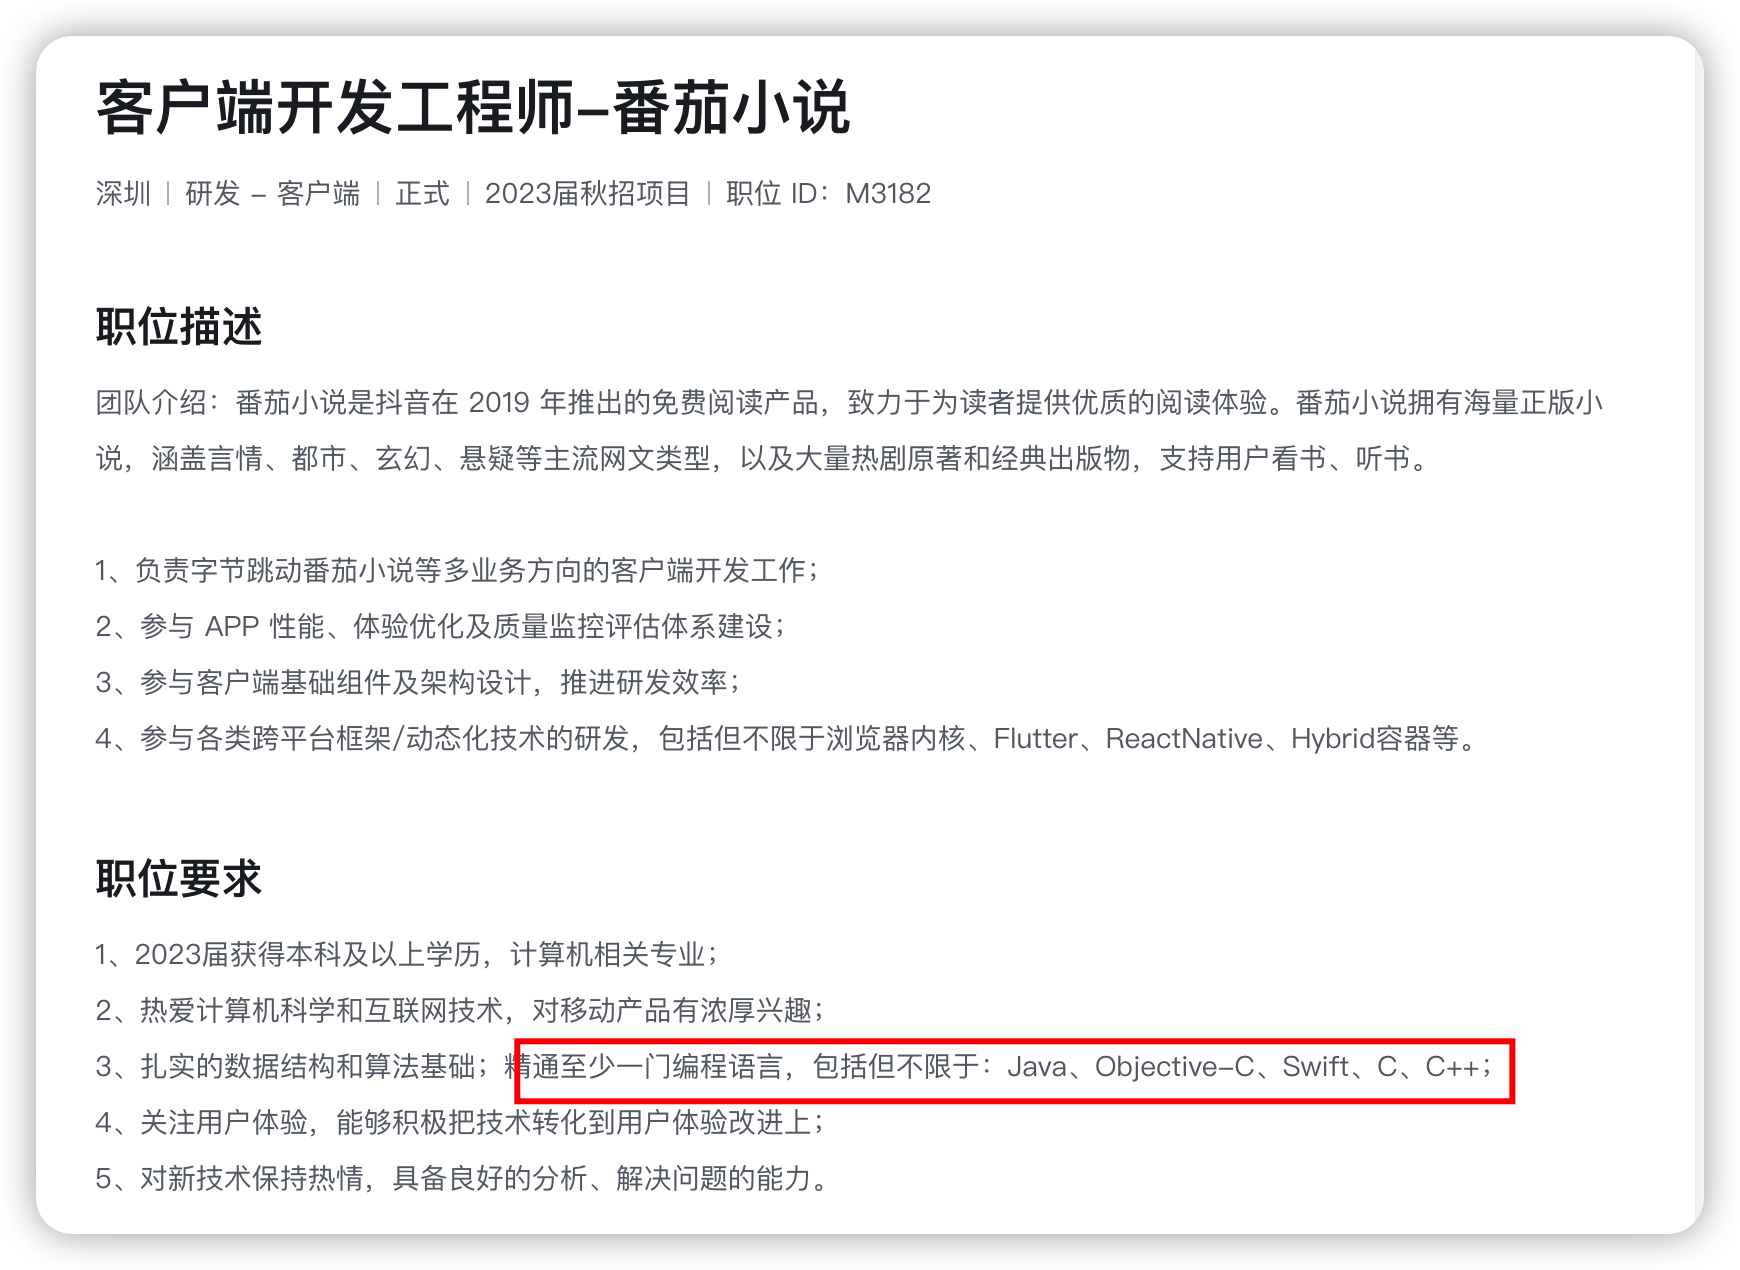 客户端开发工程师-番茄小说
深圳 | 研发 - 客户端 | 正式 | 2023届秋招项目 | 职位 ID：M3182
职位描述
团队介绍：番茄小说是抖音在 2019 年推出的免费阅读产品，致力于为读者提供优质的阅读体验。番茄小说拥有海量正版小
说，涵盖言情、都市、玄幻、悬疑等主流网文类型，以及大量热剧原著和经典出版物，支持用户看书、听书。
1、负责字节跳动番茄小说等多业务方向的客户端开发工作；
2、参与 APP 性能、体验优化及质量监控评估体系建设；
3、参与客户端基础组件及架构设计，推进研发效率；
4、参与各类跨平台框架/动态化技术的研发，包括但不限于浏览器内核、Flutter、ReactNative、Hybrid容器等。
职位要求
1、2023届获得本科及以上学历，计算机相关专业；
2、热爱计算机科学和互联网技术，对移动产品有浓厚兴趣；
3、扎实的数据结构和算法基础；精通至少一门编程语言，包括但不限于：Java、Objective-C、Swift、C、C++；
4、关注用户体验，能够积极把技术转化到用户体验改进上；
5、对新技术保持热情，具备良好的分析、解决问题的能力。